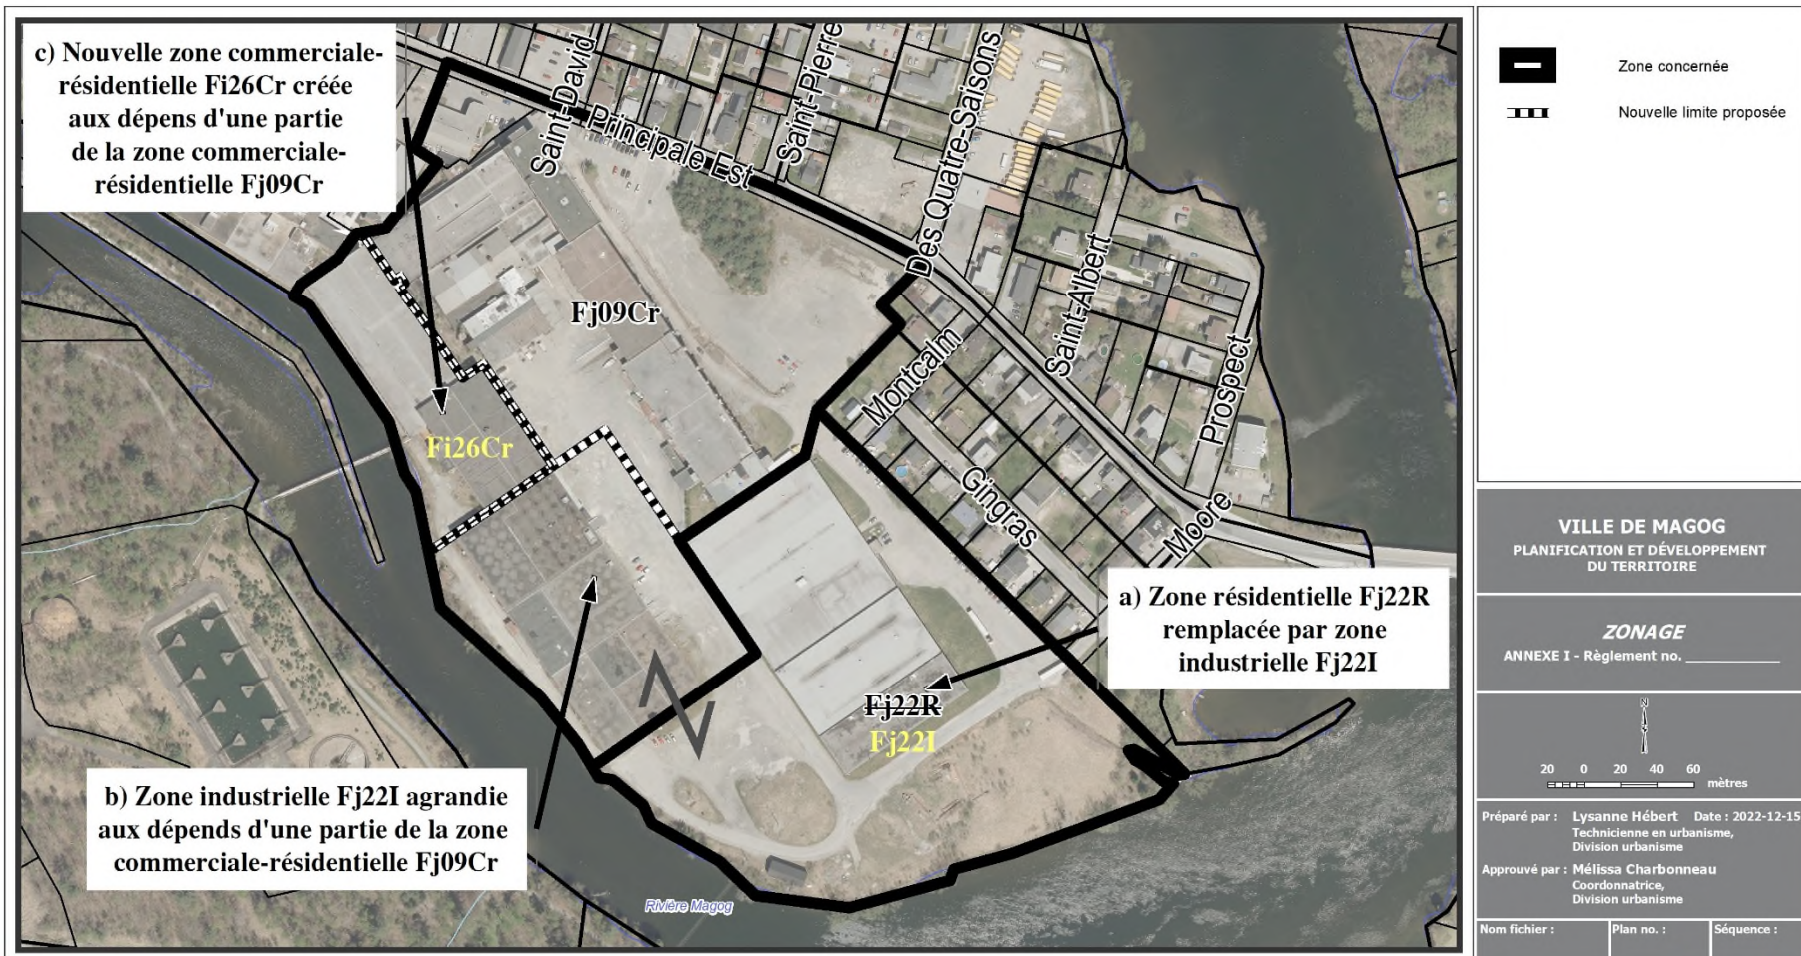 c) Nouvelle zone commerciale-
résidentielle Fi26Cr créée
aux dépens d'une partie
de la zone commerciale-
résidentielle Fj09Cr
Saint-David
Principale Est
Saint-Pierre
Des Quatre-Saisons
Saint-Albert
Prospect
Montcalm
Gingras
Moore
Fj09Cr
Fi26Cr
a) Zone résidentielle Fj22R
remplacée par zone
industrielle Fj22I
Fj22R
Fj22I
b) Zone industrielle Fj22I agrandie
aux dépends d'une partie de la zone
commerciale-résidentielle Fj09Cr
Rivière Magog
Zone concernée
Nouvelle limite proposée
VILLE DE MAGOG
PLANIFICATION ET DÉVELOPPEMENT
DU TERRITOIRE
ZONAGE
ANNEXE I - Règlement no. ____________
N
20 0 20 40 60
mètres
Préparé par : Lysanne Hébert Date : 2022-12-15
Technicienne en urbanisme,
Division urbanisme
Approuvé par : Mélissa Charbonneau
Coordonnatrice,
Division urbanisme
Nom fichier : Plan no. : Séquence :